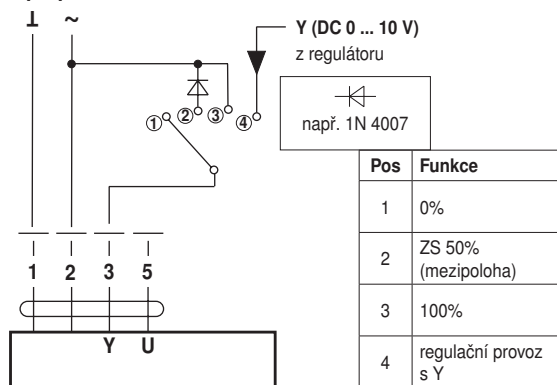 ⊥ ~
Y (DC 0 ... 10 V)
z regulátoru
① ② ③ ④
např. 1N 4007
Pos Funkce
1 0%
2 ZS 50%
(mezipoloha)
3 100%
4 regulační provoz
s Y
1 2 3 5
Y U